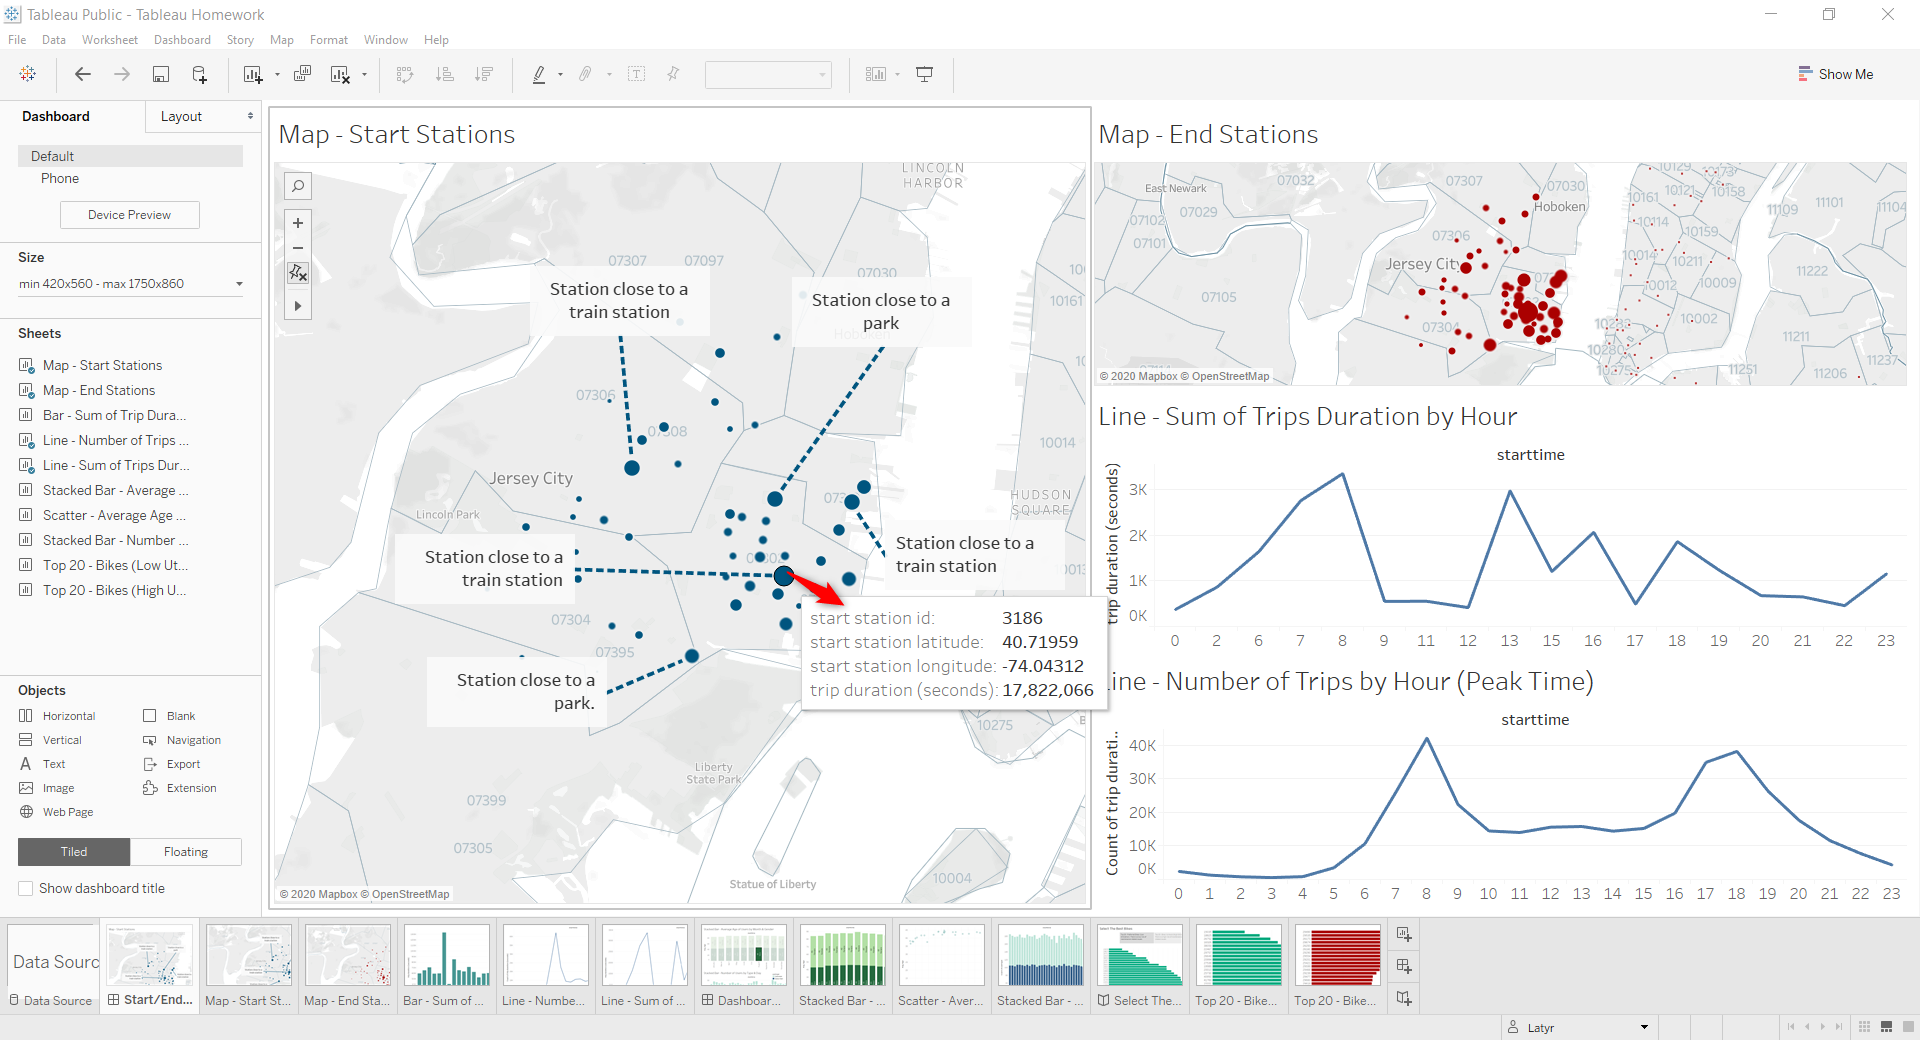 Tableau Public - Tableau Homework
File Data Worksheet Dashboard Story Map Format Window Help
Show Me
Dashboard
Layout
Default
Phone
Device Preview
Size
min 420x560 - max 1750x860
Sheets
Map - Start Stations
Map - End Stations
Bar - Sum of Trip Dura...
Line - Number of Trips ...
Line - Sum of Trips Dur...
Stacked Bar - Average ...
Scatter - Average Age ...
Stacked Bar - Number ...
Top 20 - Bikes (Low Ut...
Top 20 - Bikes (High U...
Objects
Horizontal Blank
Vertical Navigation
Text Export
Image Extension
Web Page
Tiled Floating
Show dashboard title
Map - Start Stations
LINCOLN
HARBOR
07307 07097
07030
Station close to a
train station
Station close to a
park
10161
07306
07308
10014
Jersey City
Lincoln Park
HUDSON
SQUARE
Station close to a
train station
Station close to a
train station
07304
07395
start station id: 3186
start station latitude: 40.71959
start station longitude: -74.04312
trip duration (seconds): 17,822,066
Station close to a
park.
10275
Liberty
State Park
07399
07305
Statue of Liberty
10004
© 2020 Mapbox © OpenStreetMap
Map - End Stations
East Newark
07032
07307
07030
Hoboken
07102
07029
07101
07306
Jersey City
07105
07304
10161
10121
10158
10114
10159
10014
10211
10012
10009
10002
10280
11109
11101
11104
11222
11211
11237
11251
11206
© 2020 Mapbox © OpenStreetMap
Line - Sum of Trips Duration by Hour
starttime
trip duration (seconds)
3K
2K
1K
0K
0 2 6 7 8 9 11 12 13 15 16 17 18 19 20 21 22 23
Line - Number of Trips by Hour (Peak Time)
starttime
Count of trip durati..
40K
30K
20K
10K
0K
0 1 2 3 4 5 6 7 8 9 10 11 12 13 14 15 16 17 18 19 20 21 22 23
Data Sourc
Data Source
Start/End...
Map - Start St...
Map - End Sta...
Bar - Sum of ...
Line - Numbe...
Line - Sum of ...
Dashboar...
Stacked Bar - ...
Scatter - Aver...
Stacked Bar - ...
Select The...
Top 20 - Bike...
Top 20 - Bike...
Latyr